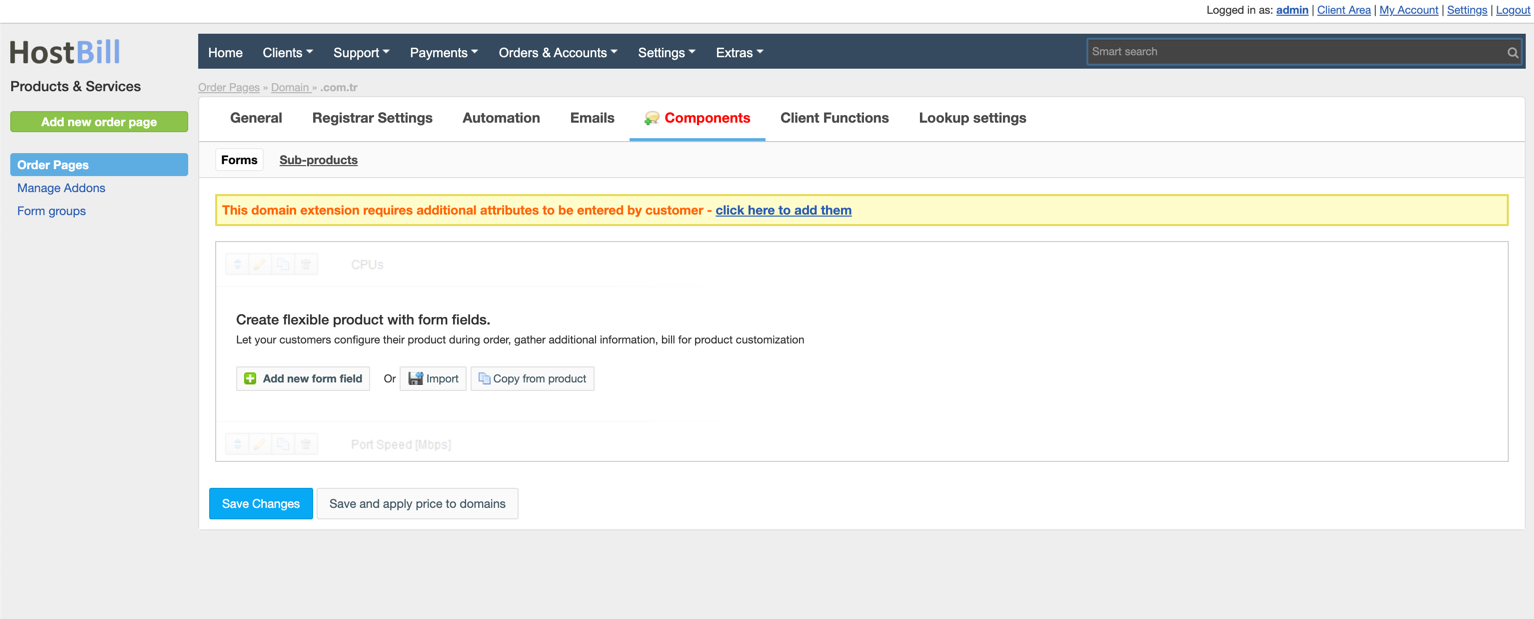 Logged in as: admin | Client Area | My Account | Settings | Logout
HostBill
Home Clients Support Payments Orders & Accounts Settings Extras Smart search
Products & Services
Order Pages » Domain » .com.tr
Add new order page
General Registrar Settings Automation Emails Components Client Functions Lookup settings
Order Pages
Forms Sub-products
Manage Addons
Form groups
This domain extension requires additional attributes to be entered by customer - click here to add them
CPUs
Create flexible product with form fields.
Let your customers configure their product during order, gather additional information, bill for product customization
Add new form field Or Import Copy from product
Port Speed [Mbps]
Save Changes Save and apply price to domains